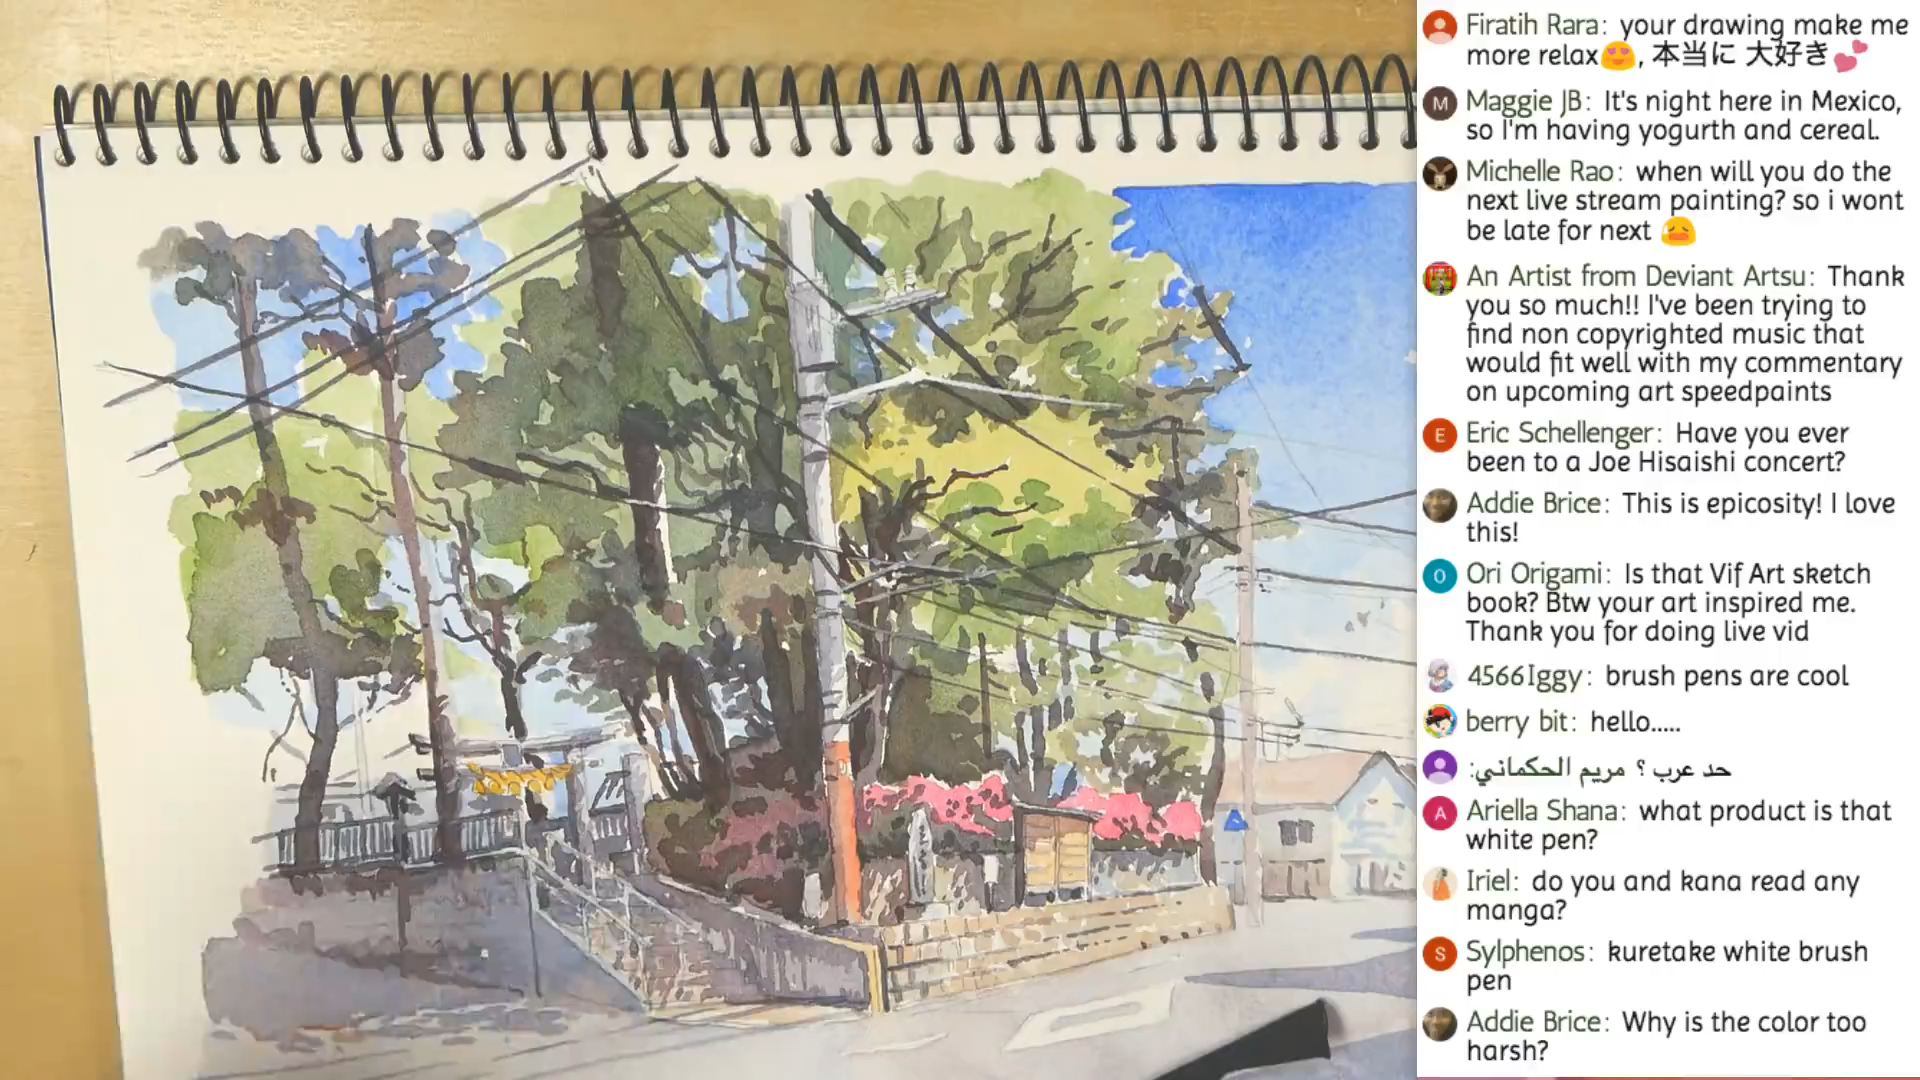 Firatih Rara: your drawing make me
more relax😍, 本当に 大好き💕
M Maggie JB: It's night here in Mexico,
so I'm having yogurth and cereal.
Michelle Rao: when will you do the
next live stream painting? so i wont
be late for next 😩
An Artist from Deviant Artsu: Thank
you so much!! I've been trying to
find non copyrighted music that
would fit well with my commentary
on upcoming art speedpaints
E Eric Schellenger: Have you ever
been to a Joe Hisaishi concert?
Addie Brice: This is epicosity! I love
this!
O Ori Origami: Is that Vif Art sketch
book? Btw your art inspired me.
Thank you for doing live vid
4566Iggy: brush pens are cool
berry bit: hello.....
حد عرب ؟ مريم الحكماني:
A Ariella Shana: what product is that
white pen?
Iriel: do you and kana read any
manga?
S Sylphenos: kuretake white brush
pen
Addie Brice: Why is the color too
harsh?